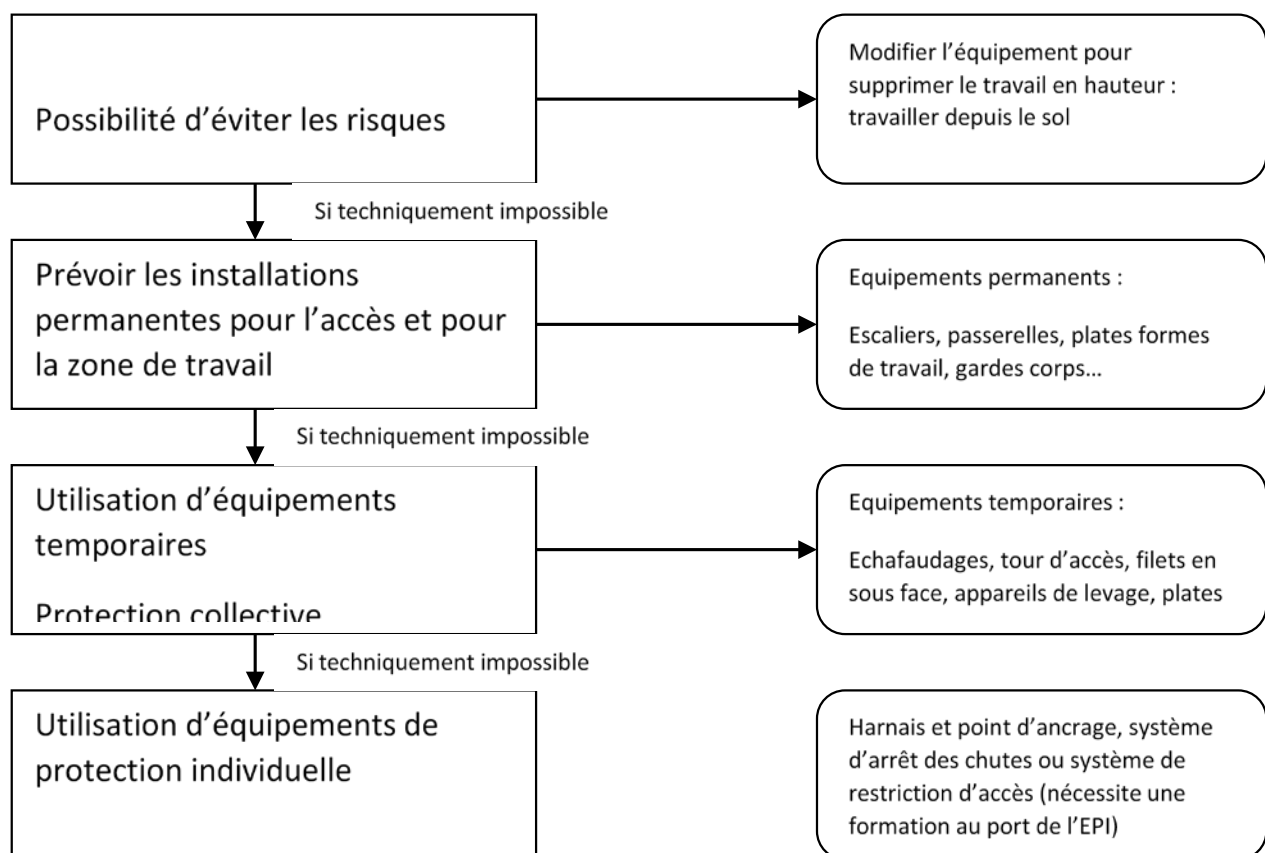 Possibilité d'éviter les risques
Modifier l'équipement pour
supprimer le travail en hauteur :
travailler depuis le sol
Si techniquement impossible
Prévoir les installations
permanentes pour l'accès et pour
la zone de travail
Equipements permanents :
Escaliers, passerelles, plates formes
de travail, gardes corps…
Si techniquement impossible
Utilisation d'équipements
temporaires
Protection collective
Equipements temporaires :
Echafaudages, tour d'accès, filets en
sous face, appareils de levage, plates
Si techniquement impossible
Utilisation d'équipements de
protection individuelle
Harnais et point d'ancrage, système
d'arrêt des chutes ou système de
restriction d'accès (nécessite une
formation au port de l'EPI)